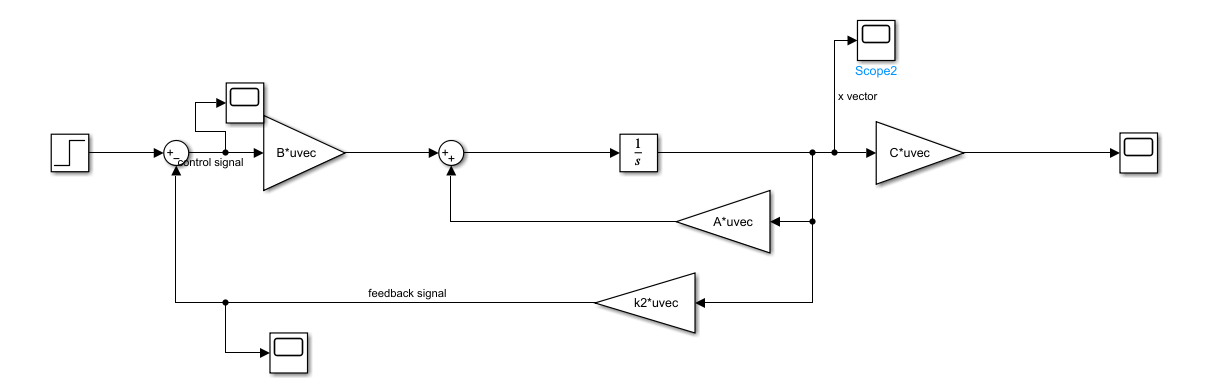 Scope2
x vector
+
−
control signal
B*uvec
+
+
1
s
C*uvec
A*uvec
feedback signal
k2*uvec